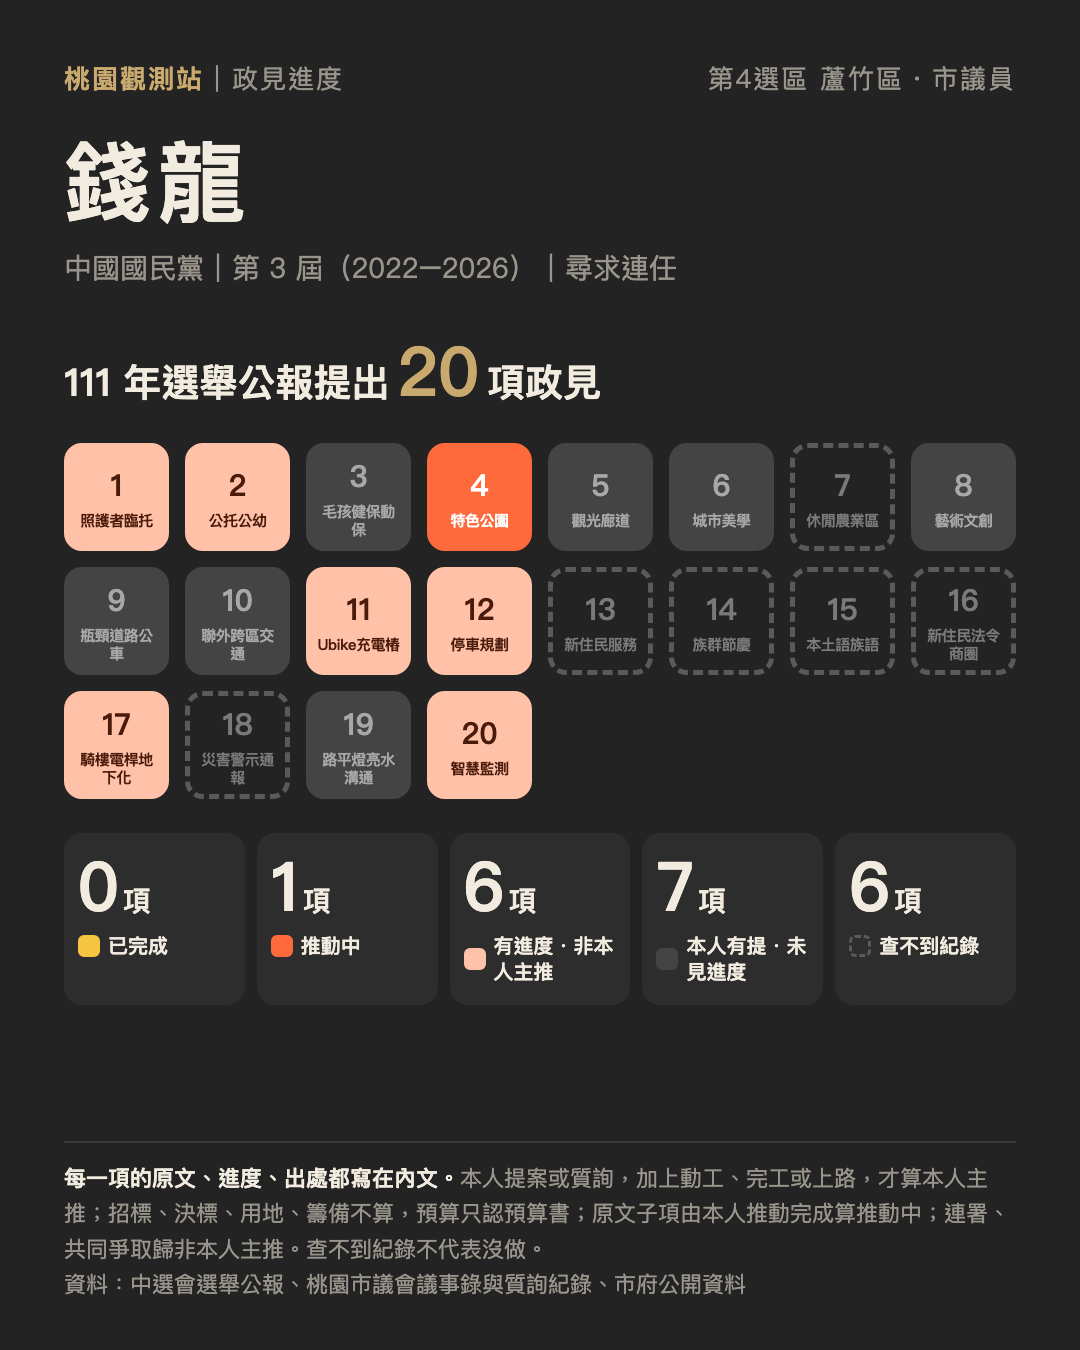 桃園觀測站｜政見進度
第4選區 蘆竹區·市議員
錢龍
中國國民黨｜第 3 屆（2022—2026）｜尋求連任
111 年選舉公報提出 20 項政見
1
照護者臨托
2
公托公幼
3
毛孩健保動
保
4
特色公園
5
觀光廊道
6
城市美學
7
休閒農業區
8
藝術文創
9
瓶頸道路公
車
10
聯外跨區交
通
11
Ubike充電樁
12
停車規劃
13
新住民服務
14
族群節慶
15
本土語族語
16
新住民法令
商圈
17
騎樓電桿地
下化
18
災害警示通
報
19
路平燈亮水
溝通
20
智慧監測
0項
已完成
1項
推動中
6項
有進度·非本
人主推
7項
本人有提·未
見進度
6項
查不到紀錄
每一項的原文、進度、出處都寫在內文。本人提案或質詢，加上動工、完工或上路，才算本人主
推；招標、決標、用地、籌備不算，預算只認預算書；原文子項由本人推動完成算推動中；連署、
共同爭取歸非本人主推。查不到紀錄不代表沒做。
資料：中選會選舉公報、桃園市議會議事錄與質詢紀錄、市府公開資料